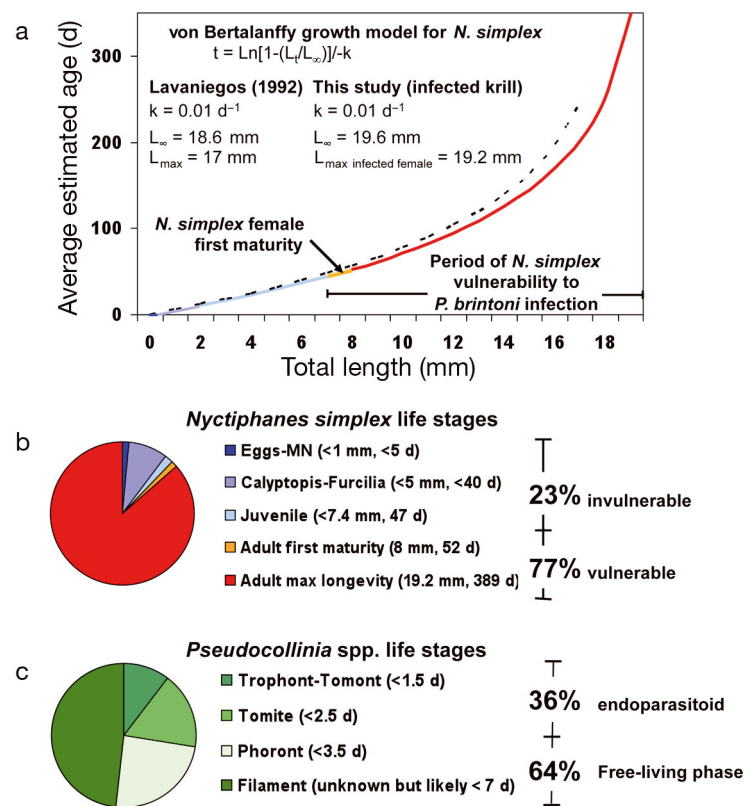 a
von Bertalanffy growth model for N. simplex
t = Ln[1-(Lt/L∞)]/-k
Lavaniegos (1992)
k = 0.01 d⁻¹
L∞ = 18.6 mm
Lmax = 17 mm
This study (infected krill)
k = 0.01 d⁻¹
L∞ = 19.6 mm
Lmax infected female = 19.2 mm
N. simplex female
first maturity
Period of N. simplex
vulnerability to
P. brintoni infection
Average estimated age (d)
300
200
100
0
0 2 4 6 8 10 12 14 16 18
Total length (mm)
b
Nyctiphanes simplex life stages
Eggs-MN (<1 mm, <5 d)
Calyptopis-Furcilia (<5 mm, <40 d)
Juvenile (<7.4 mm, 47 d)
Adult first maturity (8 mm, 52 d)
Adult max longevity (19.2 mm, 389 d)
23% invulnerable
77% vulnerable
c
Pseudocollinia spp. life stages
Trophont-Tomont (<1.5 d)
Tomite (<2.5 d)
Phoront (<3.5 d)
Filament (unknown but likely < 7 d)
36% endoparasitoid
64% Free-living phase